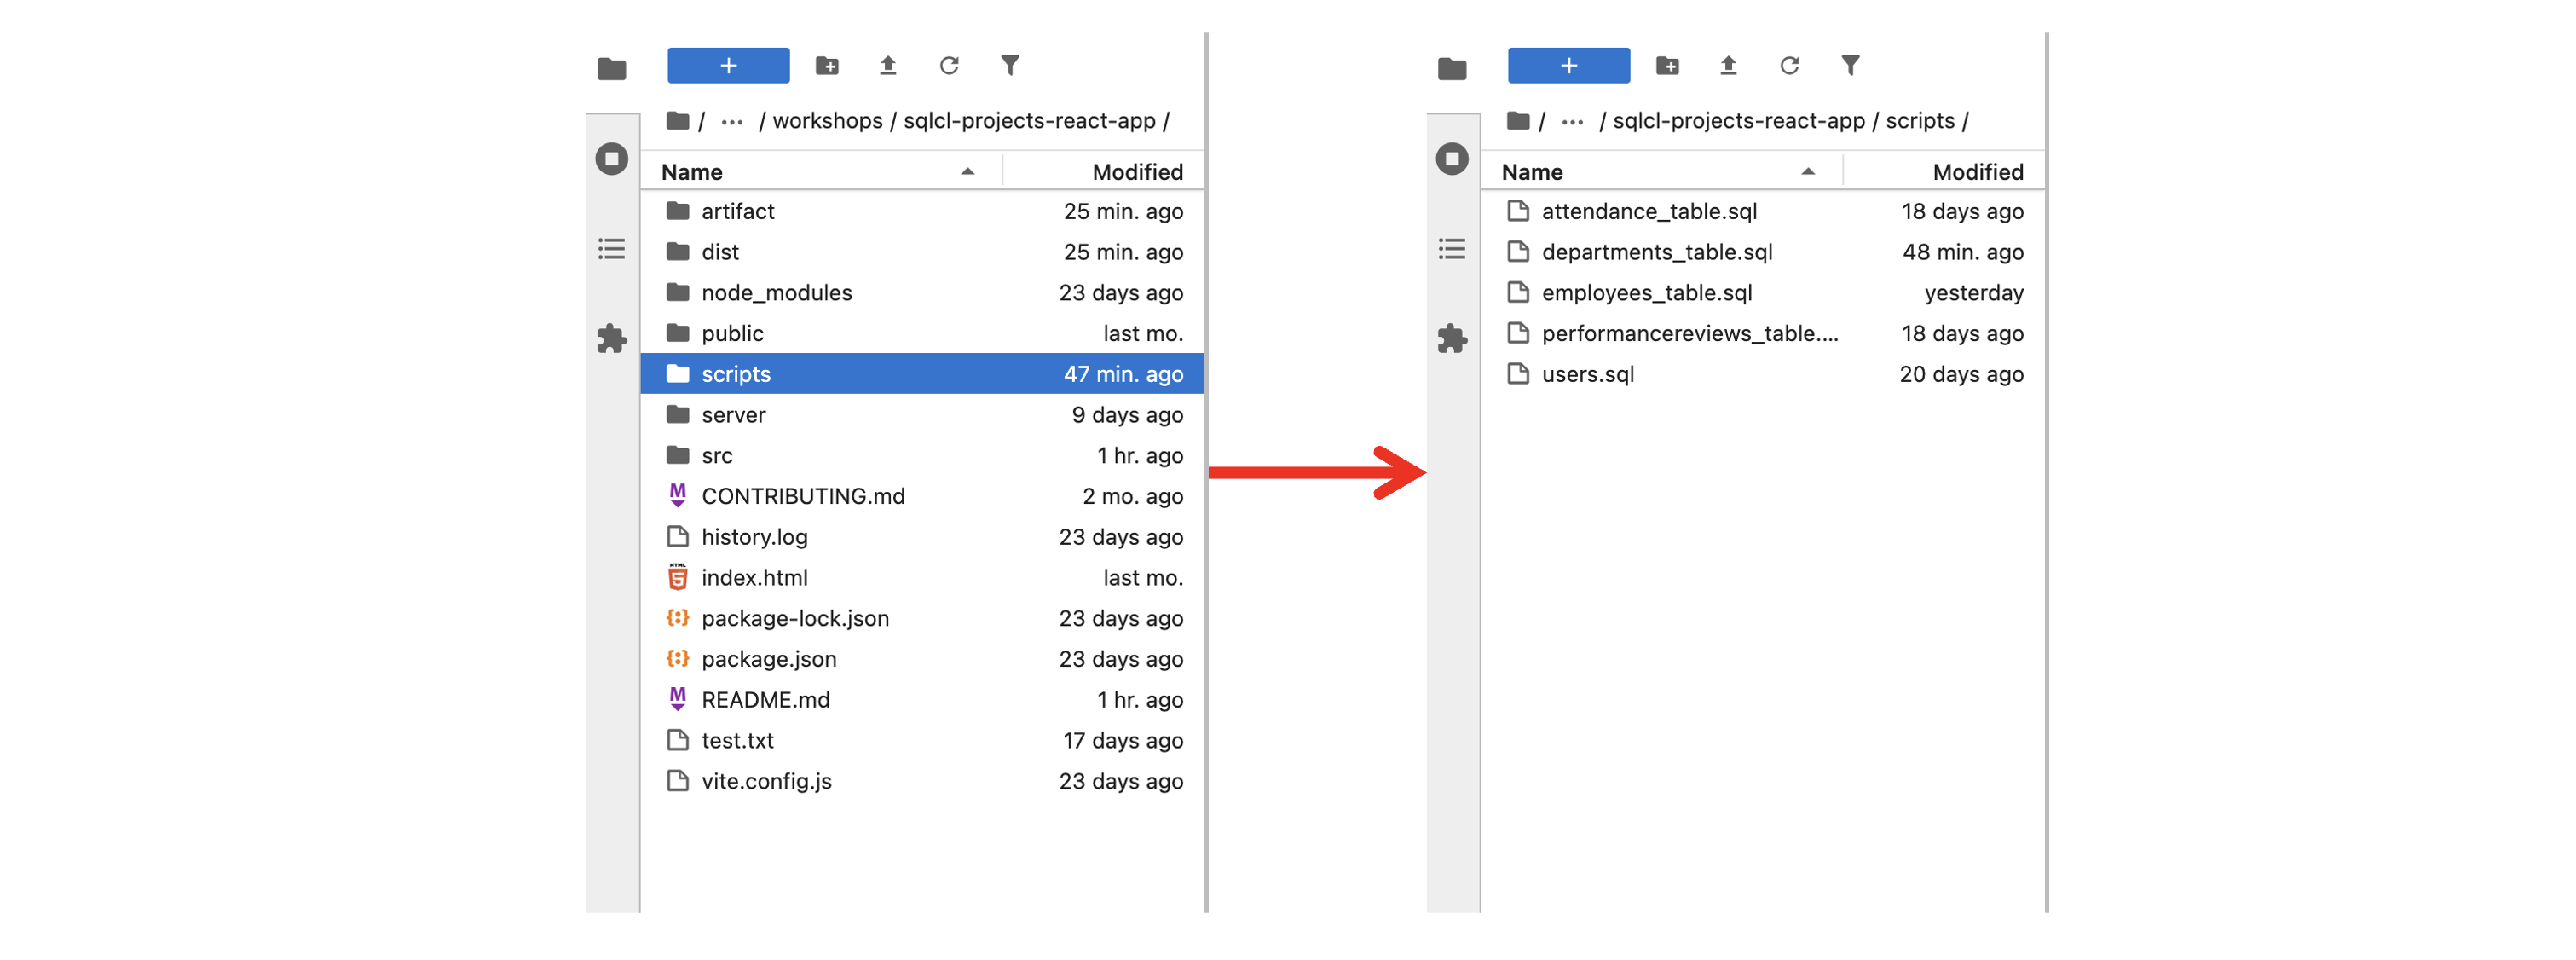 / ··· / workshops / sqlcl-projects-react-app /
Name Modified
artifact 25 min. ago
dist 25 min. ago
node_modules 23 days ago
public last mo.
scripts 47 min. ago
server 9 days ago
src 1 hr. ago
CONTRIBUTING.md 2 mo. ago
history.log 23 days ago
index.html last mo.
package-lock.json 23 days ago
package.json 23 days ago
README.md 1 hr. ago
test.txt 17 days ago
vite.config.js 23 days ago
/ ··· / sqlcl-projects-react-app / scripts /
Name Modified
attendance_table.sql 18 days ago
departments_table.sql 48 min. ago
employees_table.sql yesterday
performancereviews_table.... 18 days ago
users.sql 20 days ago